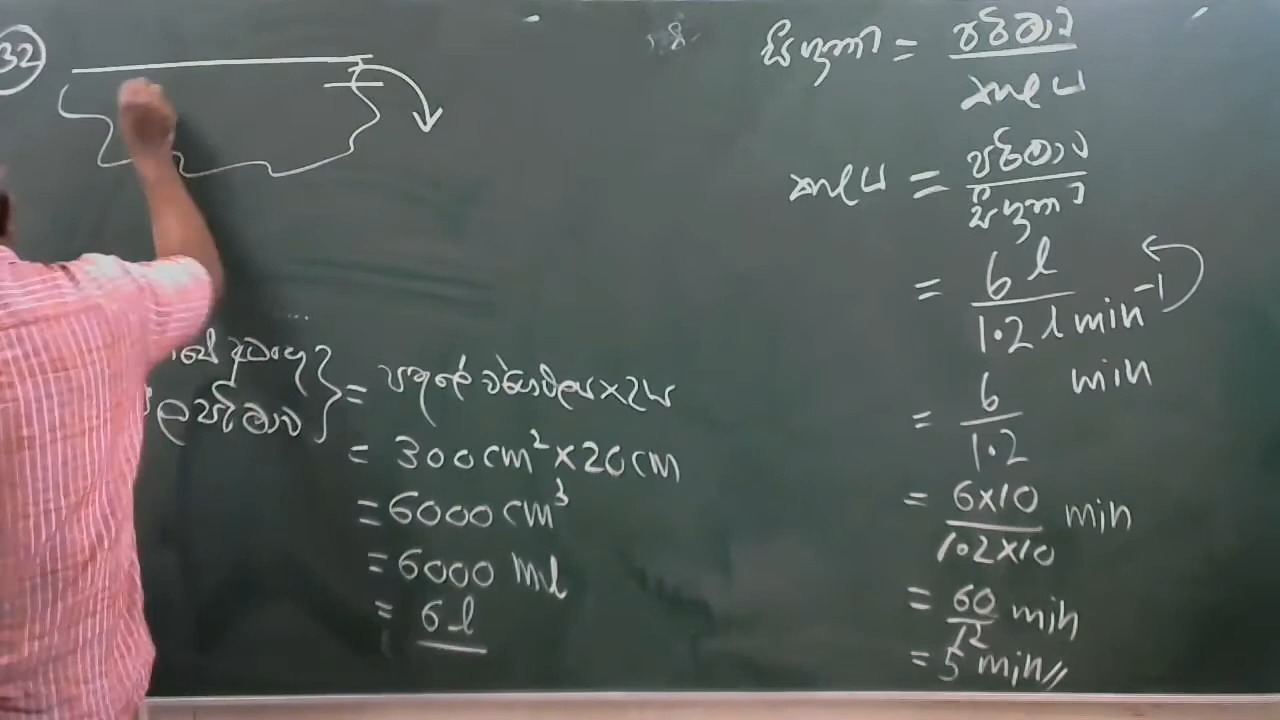 32
...පේ අටංගු } = පතුලේ වර්ගඵලය × උස
ල පරිමාව
= 300 cm² × 20 cm
= 6000 cm³
= 6000 ml
= 6 l
සීඝ්‍රතාව = පරිමාව / කාලය
කාලය = පරිමාව / සීඝ්‍රතාව
= 6 l / 1.2 l min⁻¹
= 6 / 1.2 min
= 6×10 / 1.2×10 min
= 60 / 12 min
= 5 min //